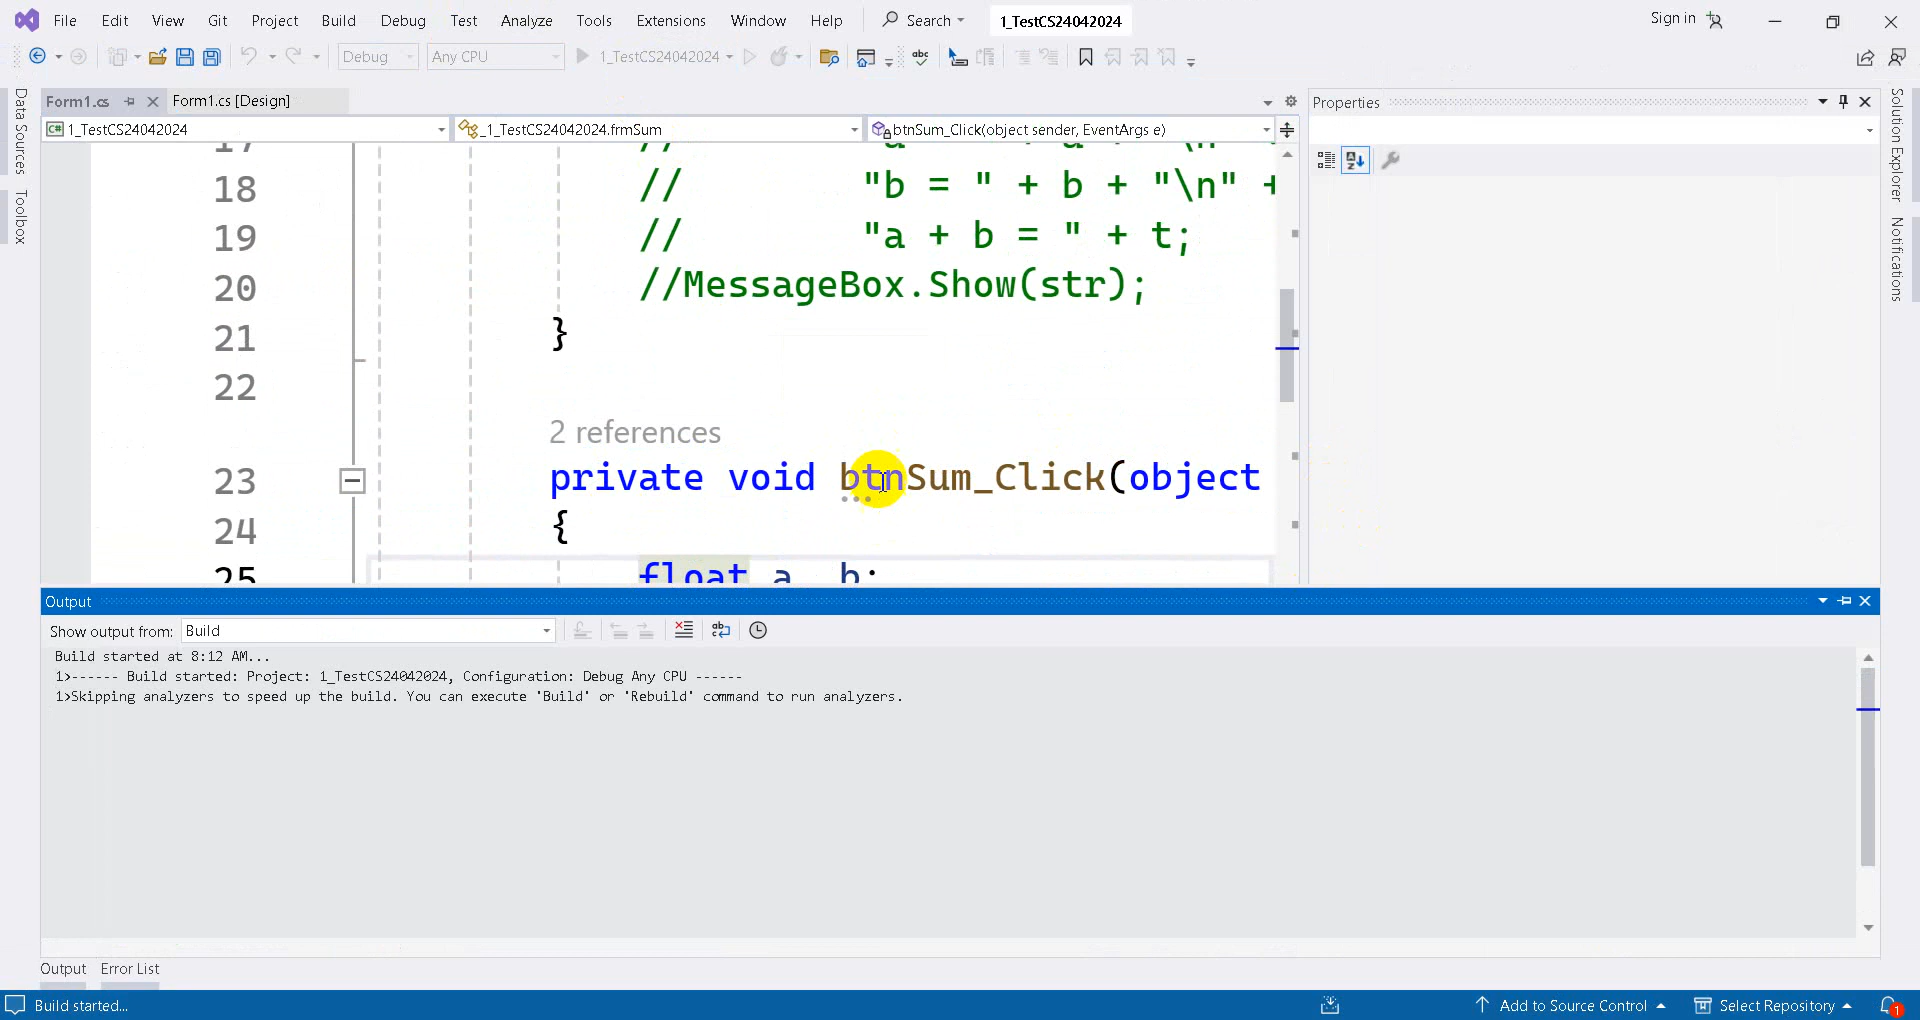 File Edit View Git Project Build Debug Test Analyze Tools Extensions Window Help Search 1_TestCS24042024 Sign in
Debug Any CPU 1_TestCS24042024
Form1.cs Form1.cs [Design]
Properties
C# 1_TestCS24042024 _1_TestCS24042024.frmSum btnSum_Click(object sender, EventArgs e)
Data Sources
Toolbox
Solution Explorer
Notifications
18 // "b = " + b + "\n" +
19 // "a + b = " + t;
20 //MessageBox.Show(str);
21 }
22
2 references
23 private void btnSum_Click(object
24 {
25 float a, b;
Output
Show output from: Build
Build started at 8:12 AM...
1>------ Build started: Project: 1_TestCS24042024, Configuration: Debug Any CPU ------
1>Skipping analyzers to speed up the build. You can execute 'Build' or 'Rebuild' command to run analyzers.
Output Error List
Build started... Add to Source Control Select Repository 1